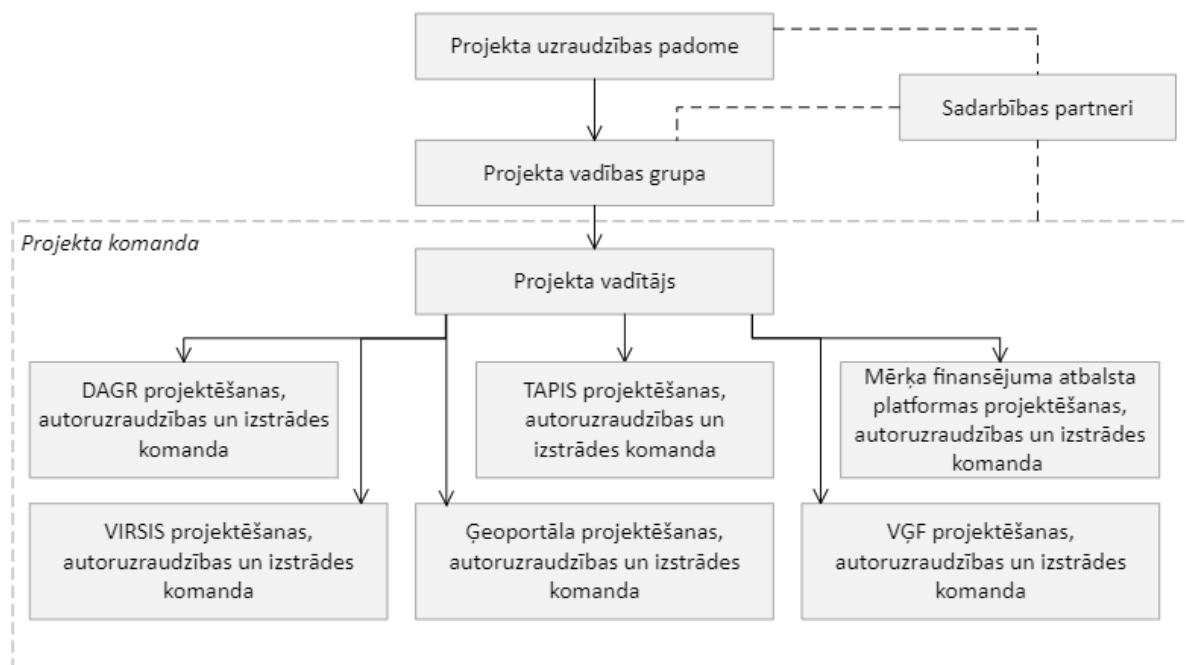 Projekta uzraudzības padome
Sadarbības partneri
Projekta vadības grupa
Projekta komanda
Projekta vadītājs
DAGR projektēšanas,
autoruzraudzības un izstrādes
komanda
TAPIS projektēšanas,
autoruzraudzības un
izstrādes komanda
Mērķa finansējuma atbalsta
platformas projektēšanas,
autoruzraudzības un izstrādes
komanda
VIRSIS projektēšanas,
autoruzraudzības un izstrādes
komanda
Ģeoportāla projektēšanas,
autoruzraudzības un izstrādes
komanda
VĢF projektēšanas,
autoruzraudzības un izstrādes
komanda